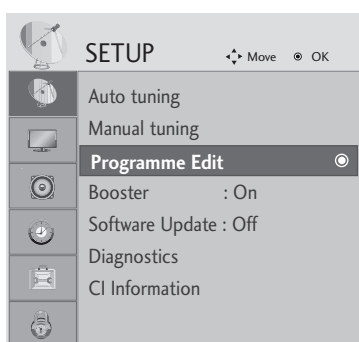 SETUP Move OK
Auto tuning
Manual tuning
Programme Edit
Booster : On
Software Update : Off
Diagnostics
CI Information